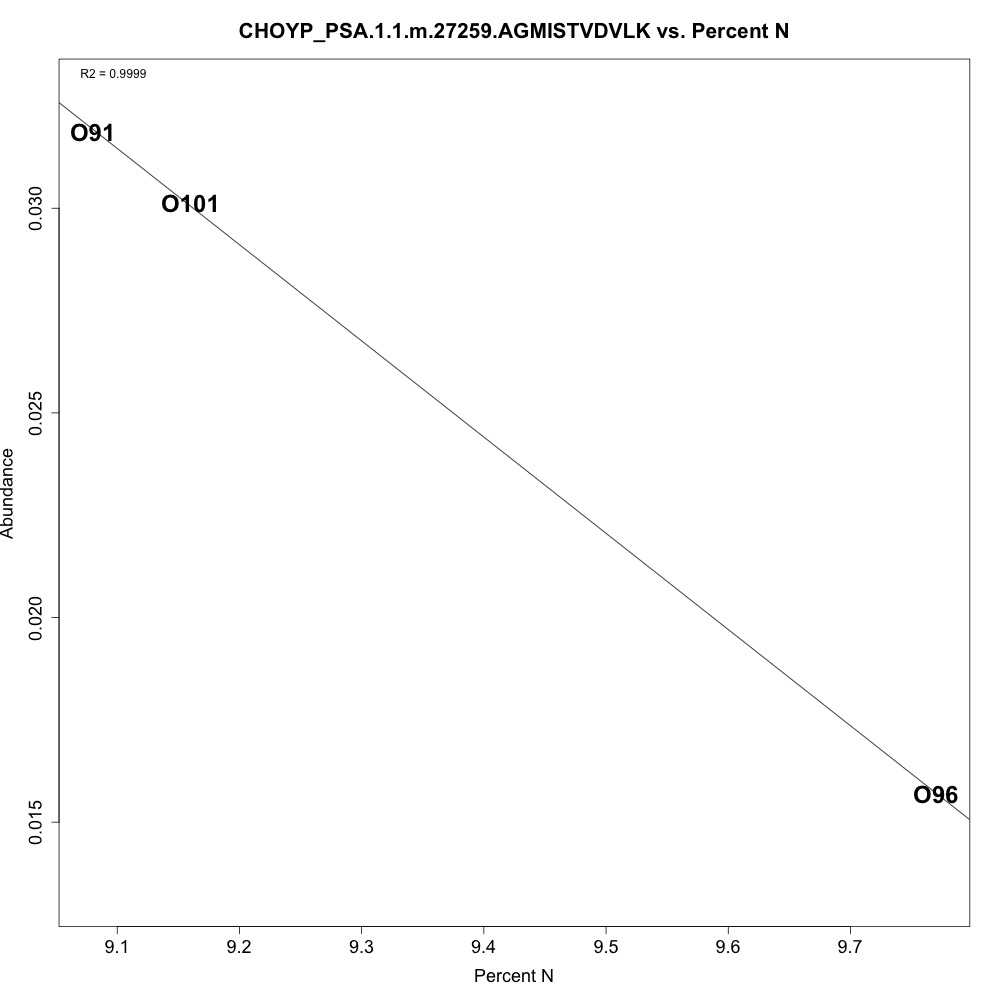 CHOYP_PSA.1.1.m.27259.AGMISTVDVLK vs. Percent N
R2 = 0.9999
O91
O101
O96
Abundance
0.030
0.025
0.020
0.015
9.1 9.2 9.3 9.4 9.5 9.6 9.7
Percent N